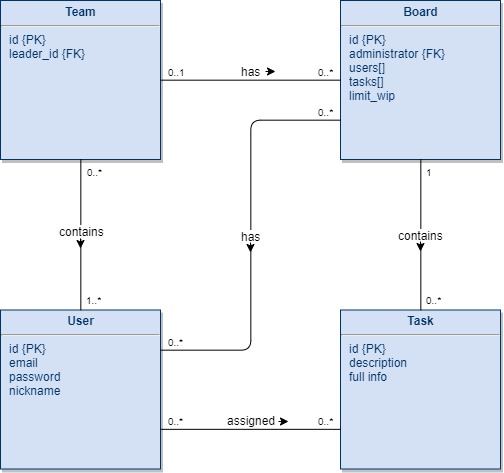 Team
id {PK}
leader_id {FK}
Board
id {PK}
administrator {FK}
users[]
tasks[]
limit_wip
0..1
has
0..*
0..*
0..*
1
contains
has
contains
1..*
0..*
User
id {PK}
email
password
nickname
0..*
Task
id {PK}
description
full info
0..*
assigned
0..*